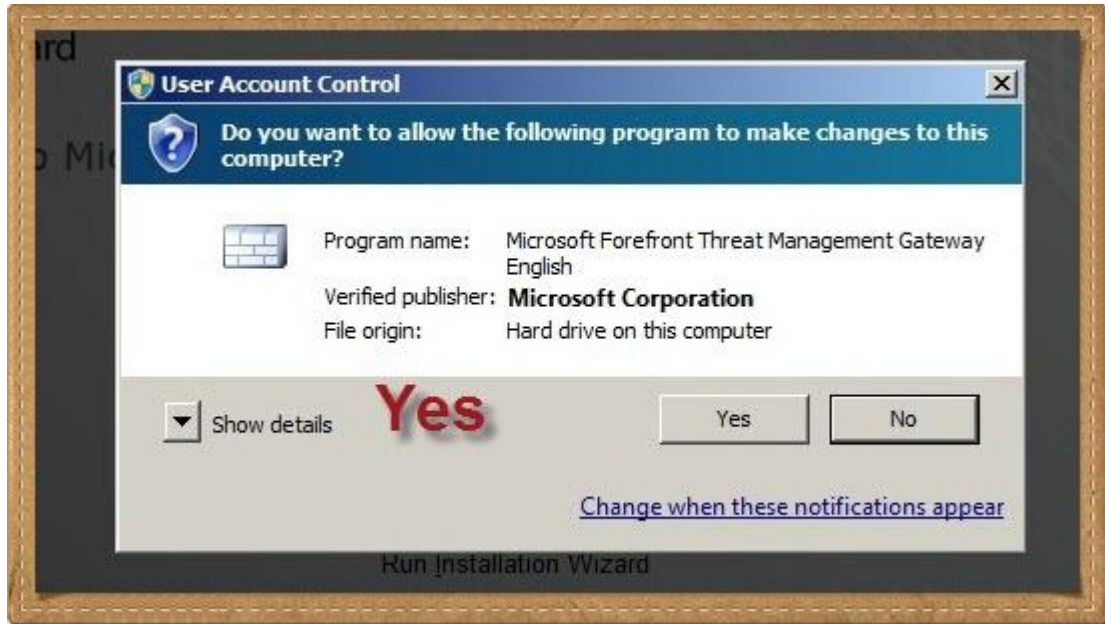 ard
User Account Control
Do you want to allow the following program to make changes to this
computer?
o Mic
Program name: Microsoft Forefront Threat Management Gateway
English
Verified publisher: Microsoft Corporation
File origin: Hard drive on this computer
Show details Yes Yes No
Change when these notifications appear
Run Installation Wizard